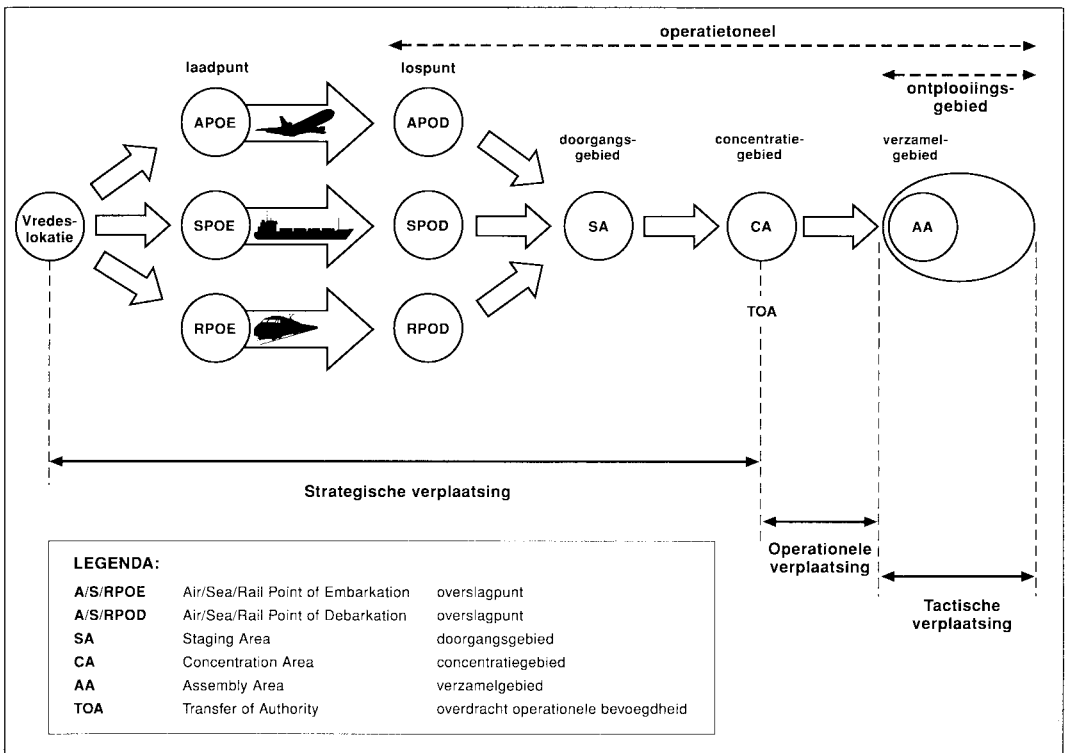 operatietoneel
laadpunt
lospunt
ontplooiings-
gebied
APOE
APOD
doorgangs-
gebied
concentratie-
gebied
verzamel-
gebied
Vredes-
lokatie
SPOE
SPOD
SA
CA
AA
RPOE
RPOD
TOA
Strategische verplaatsing
Operationele
verplaatsing
Tactische
verplaatsing
LEGENDA:
A/S/RPOE Air/Sea/Rail Point of Embarkation overslagpunt
A/S/RPOD Air/Sea/Rail Point of Debarkation overslagpunt
SA Staging Area doorgangsgebied
CA Concentration Area concentratiegebied
AA Assembly Area verzamelgebied
TOA Transfer of Authority overdracht operationele bevoegdheid